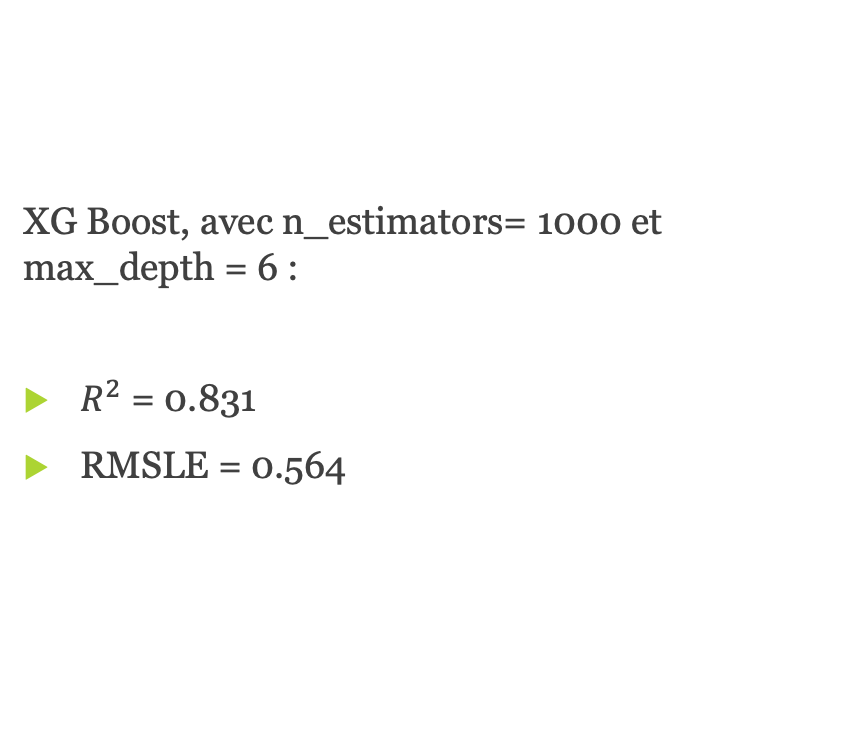 XG Boost, avec n_estimators= 1000 et
max_depth = 6 :
R² = 0.831
RMSLE = 0.564